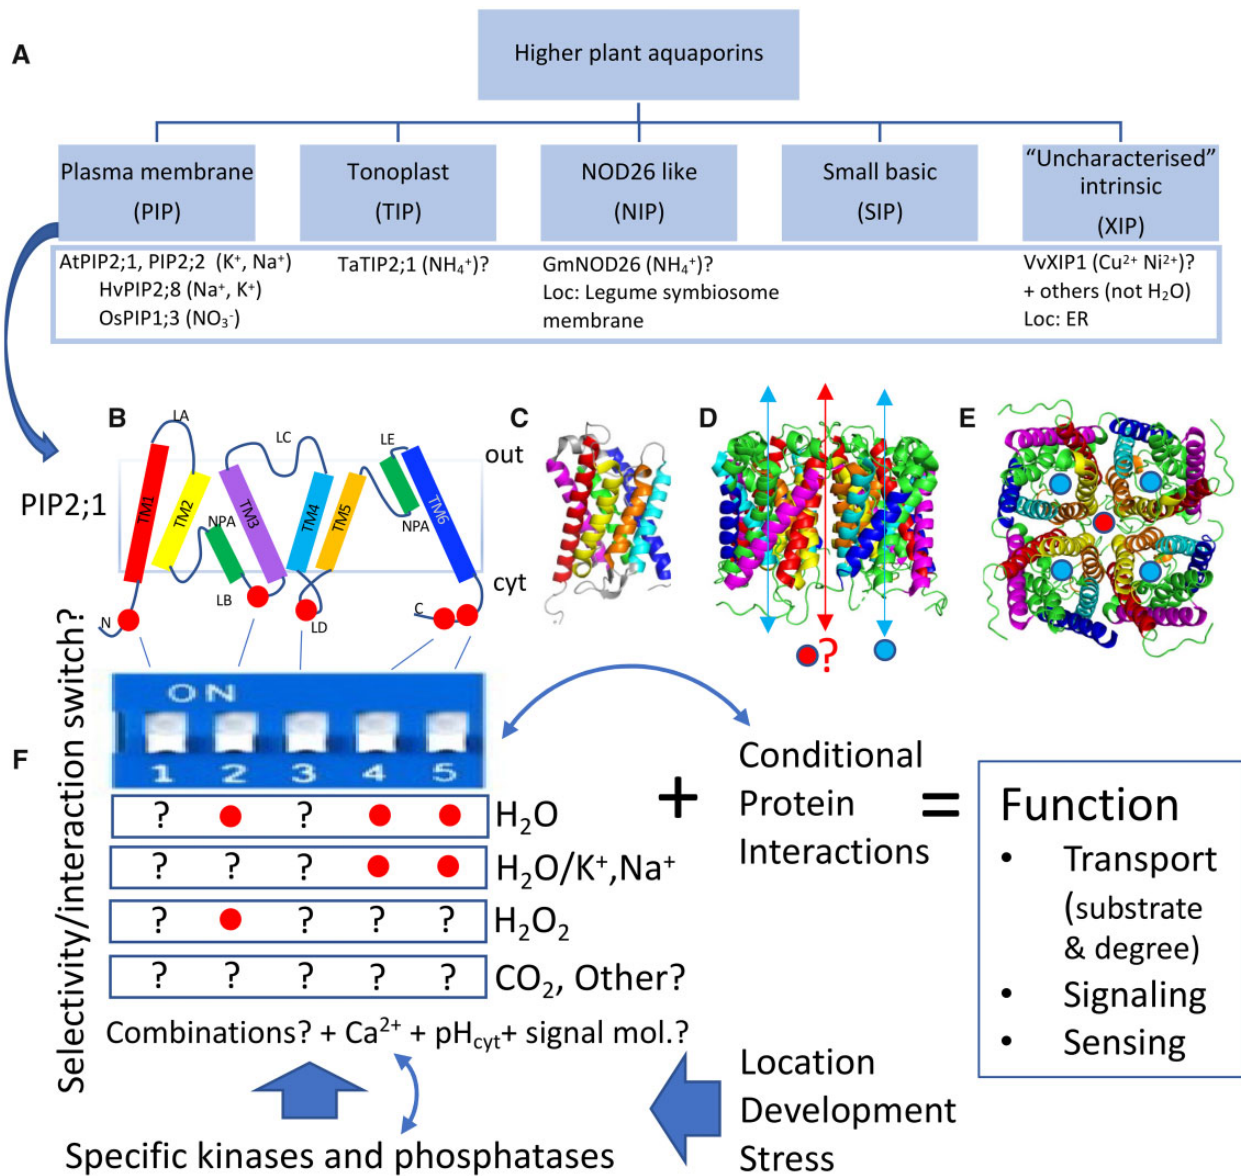 A
Higher plant aquaporins
Plasma membrane
(PIP)
Tonoplast
(TIP)
NOD26 like
(NIP)
Small basic
(SIP)
“Uncharacterised”
intrinsic
(XIP)
AtPIP2;1, PIP2;2 (K⁺, Na⁺)
HvPIP2;8 (Na⁺, K⁺)
OsPIP1;3 (NO₃⁻)
TaTIP2;1 (NH₄⁺)?
GmNOD26 (NH₄⁺)?
Loc: Legume symbiosome
membrane
VvXIP1 (Cu²⁺ Ni²⁺)?
+ others (not H₂O)
Loc: ER
B
LA
LC
LE
out
PIP2;1
TM1
TM2
NPA
TM3
TM4
TM5
NPA
TM6
cyt
N
LB
LD
C
C
D
?
E
F
Selectivity/interaction switch?
ON
1 2 3 4 5
? ? H₂O
? ? ? H₂O/K⁺,Na⁺
? ? ? ? H₂O₂
? ? ? ? ? CO₂, Other?
Combinations? + Ca²⁺ + pH_cyt+ signal mol.?
Specific kinases and phosphatases
+
Conditional
Protein
Interactions
=
Function
• Transport
(substrate
& degree)
• Signaling
• Sensing
Location
Development
Stress